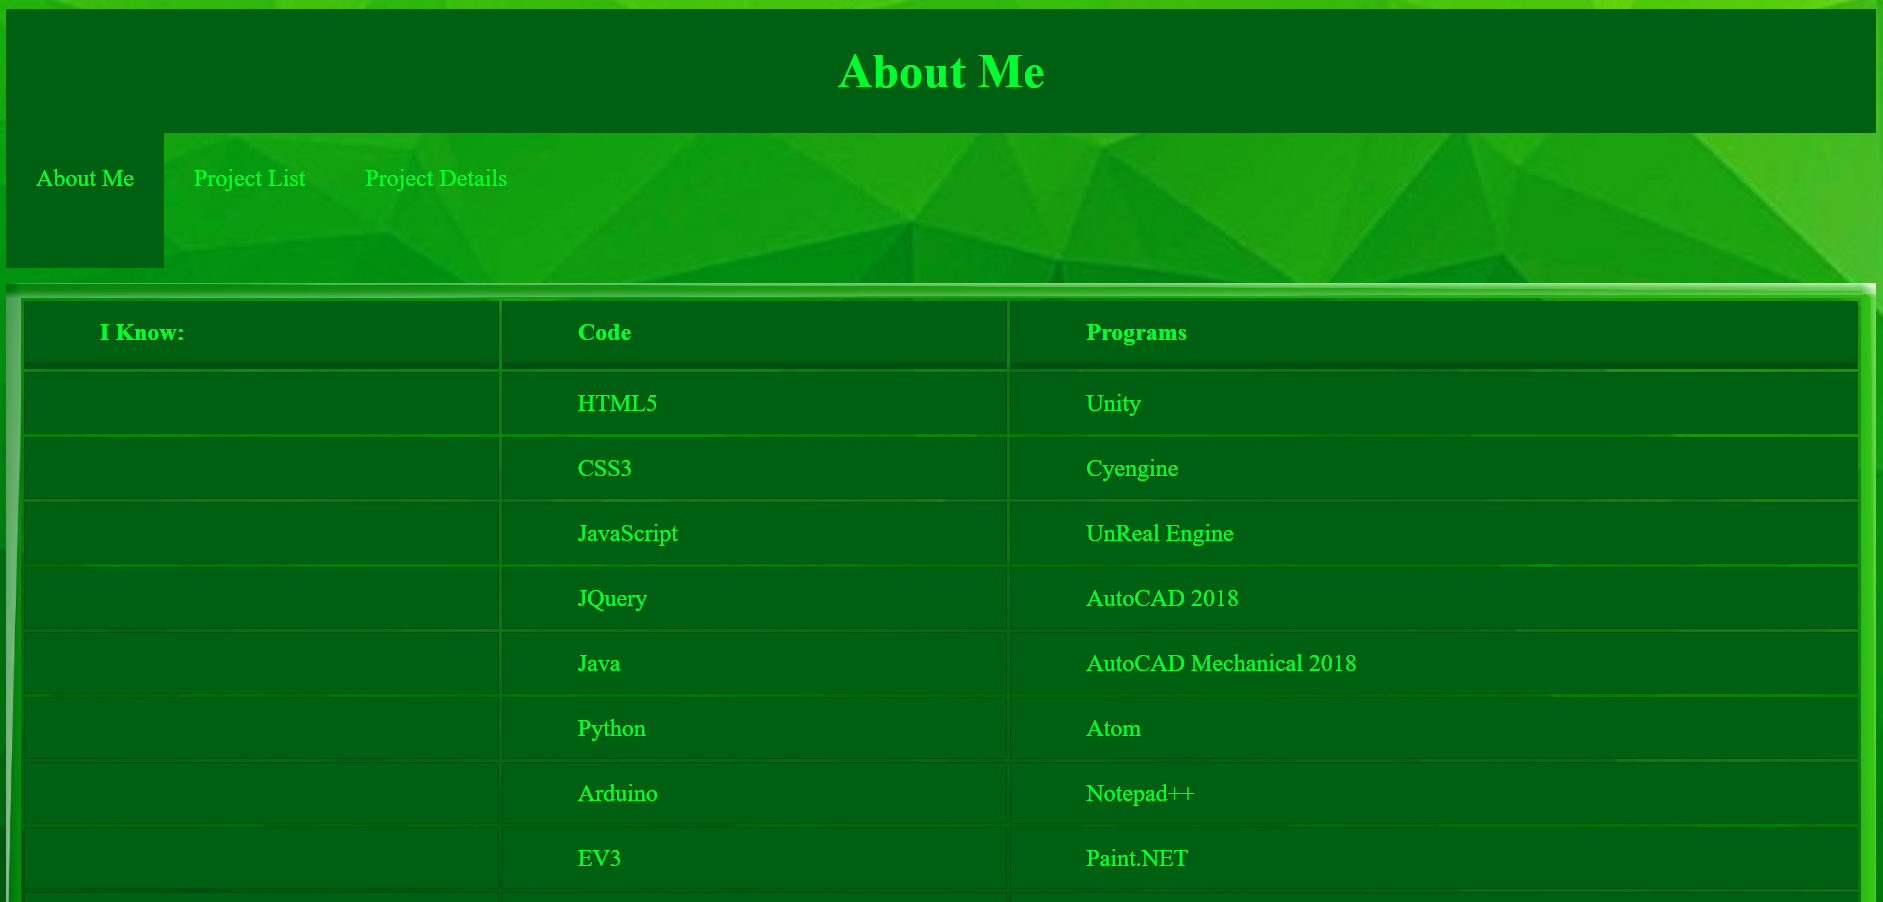 About Me
About Me Project List Project Details
I Know: Code Programs
HTML5 Unity
CSS3 Cyengine
JavaScript UnReal Engine
JQuery AutoCAD 2018
Java AutoCAD Mechanical 2018
Python Atom
Arduino Notepad++
EV3 Paint.NET